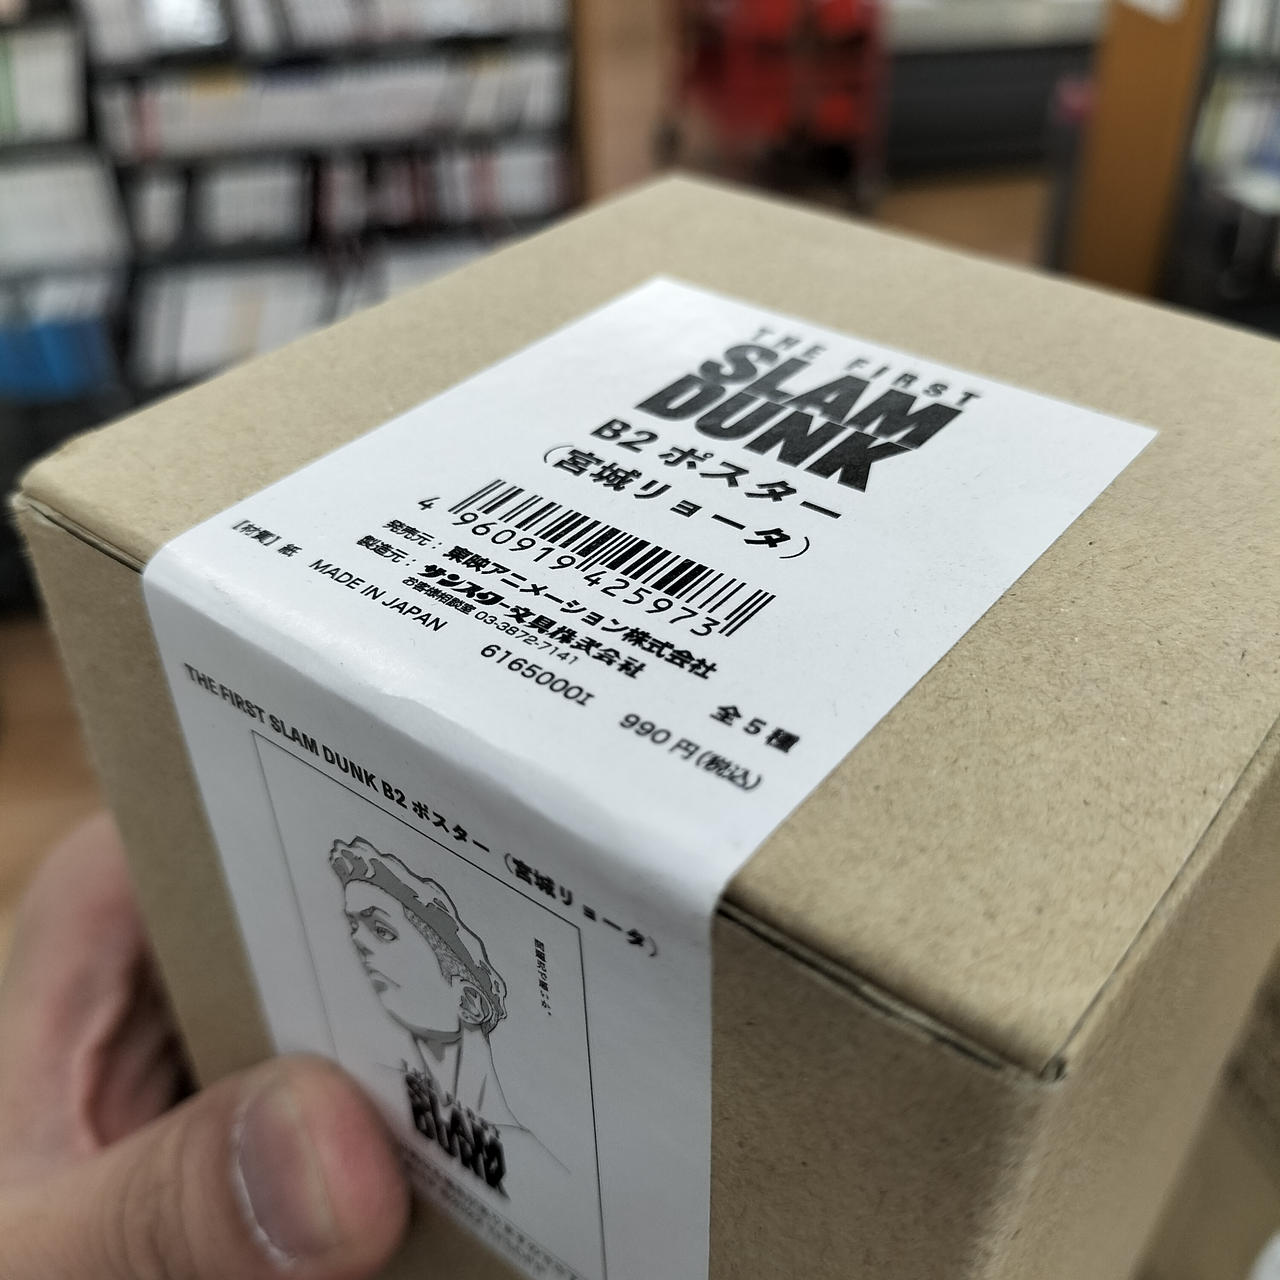 THE FIRST
SLAM
DUNK
B2 ポスター
(宮城リョータ)
4 960919 425973
発売元: 東映アニメーション株式会社
製造元: サンスター文具株式会社
お客様相談室 03-3872-7141
全5種
【材質】紙 MADE IN JAPAN 6165000I 990円(税込)
THE FIRST SLAM DUNK B2 ポスター (宮城リョータ)
SLAM
DUNK